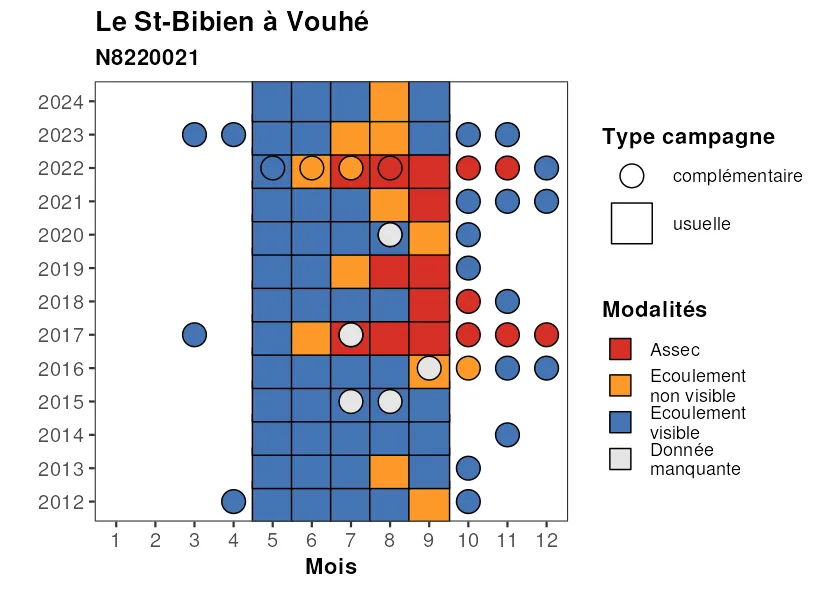 Le St-Bibien à Vouhé
N8220021
2024
2023
2022
2021
2020
2019
2018
2017
2016
2015
2014
2013
2012
1 2 3 4 5 6 7 8 9 10 11 12
Mois
Type campagne
complémentaire
usuelle
Modalités
Assec
Ecoulement
non visible
Ecoulement
visible
Donnée
manquante